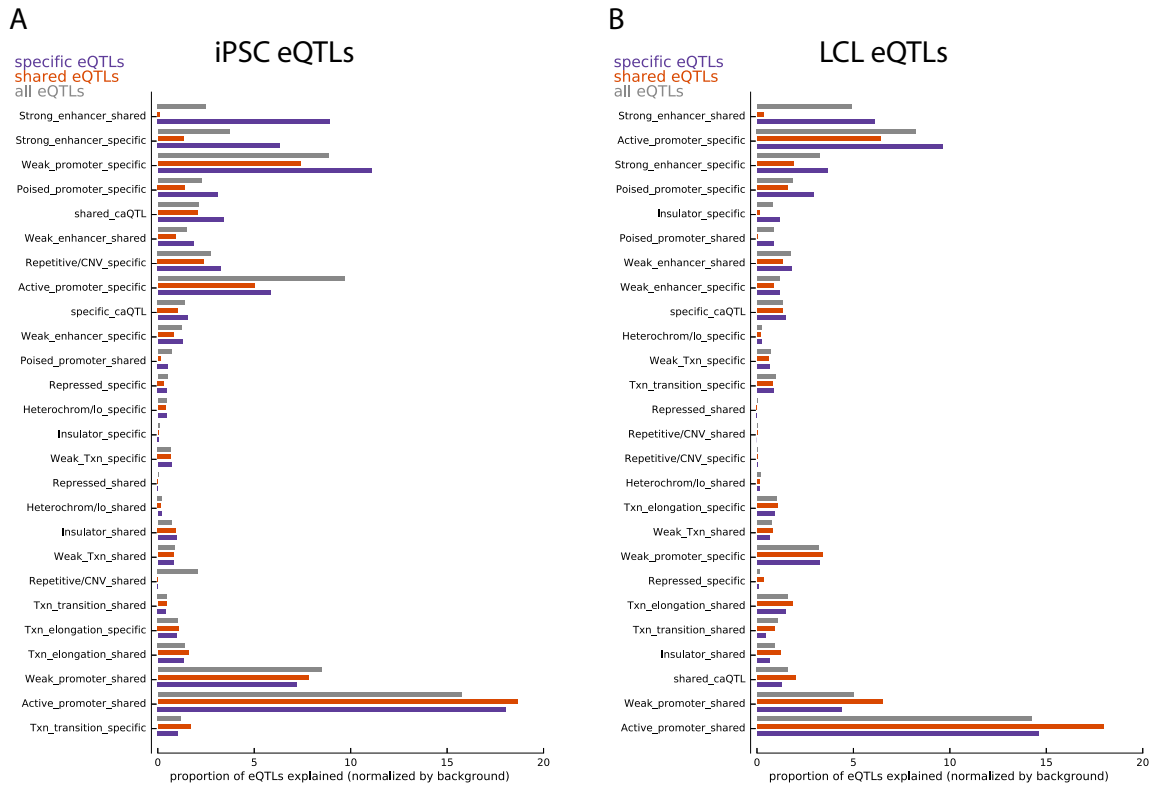 A
iPSC eQTLs
specific eQTLs
shared eQTLs
all eQTLs
Strong_enhancer_shared
Strong_enhancer_specific
Weak_promoter_specific
Poised_promoter_specific
shared_caQTL
Weak_enhancer_shared
Repetitive/CNV_specific
Active_promoter_specific
specific_caQTL
Weak_enhancer_specific
Poised_promoter_shared
Repressed_specific
Heterochrom/lo_specific
Insulator_specific
Weak_Txn_specific
Repressed_shared
Heterochrom/lo_shared
Insulator_shared
Weak_Txn_shared
Repetitive/CNV_shared
Txn_transition_shared
Txn_elongation_specific
Txn_elongation_shared
Weak_promoter_shared
Active_promoter_shared
Txn_transition_specific
0 5 10 15 20
proportion of eQTLs explained (normalized by background)
B
LCL eQTLs
specific eQTLs
shared eQTLs
all eQTLs
Strong_enhancer_shared
Active_promoter_specific
Strong_enhancer_specific
Poised_promoter_specific
Insulator_specific
Poised_promoter_shared
Weak_enhancer_shared
Weak_enhancer_specific
specific_caQTL
Heterochrom/lo_specific
Weak_Txn_specific
Txn_transition_specific
Repressed_shared
Repetitive/CNV_shared
Repetitive/CNV_specific
Heterochrom/lo_shared
Txn_elongation_specific
Weak_Txn_shared
Weak_promoter_specific
Repressed_specific
Txn_elongation_shared
Txn_transition_shared
Insulator_shared
shared_caQTL
Weak_promoter_shared
Active_promoter_shared
0 5 10 15 20
proportion of eQTLs explained (normalized by background)